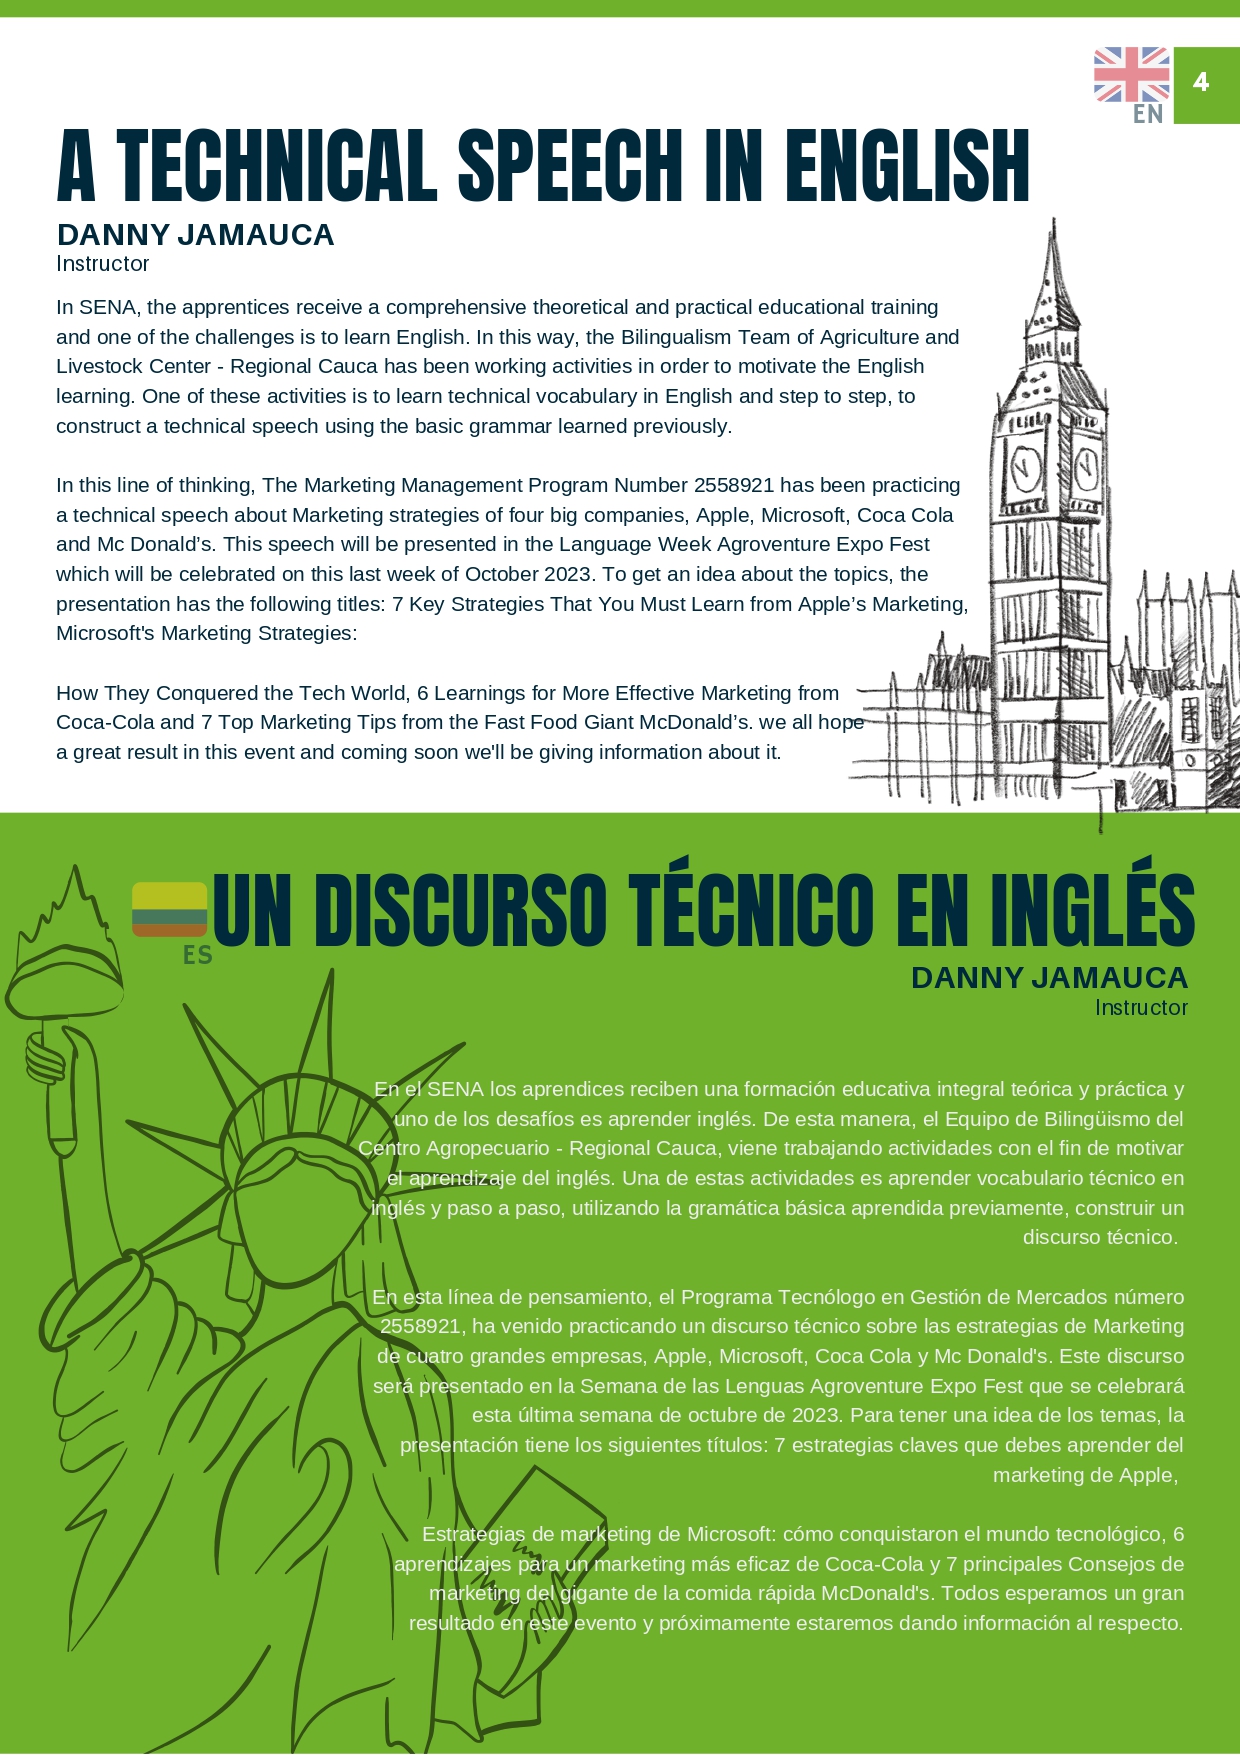 EN
4
A TECHNICAL SPEECH IN ENGLISH
DANNY JAMAUCA
Instructor
In SENA, the apprentices receive a comprehensive theoretical and practical educational training
and one of the challenges is to learn English. In this way, the Bilingualism Team of Agriculture and
Livestock Center - Regional Cauca has been working activities in order to motivate the English
learning. One of these activities is to learn technical vocabulary in English and step to step, to
construct a technical speech using the basic grammar learned previously.
In this line of thinking, The Marketing Management Program Number 2558921 has been practicing
a technical speech about Marketing strategies of four big companies, Apple, Microsoft, Coca Cola
and Mc Donald’s. This speech will be presented in the Language Week Agroventure Expo Fest
which will be celebrated on this last week of October 2023. To get an idea about the topics, the
presentation has the following titles: 7 Key Strategies That You Must Learn from Apple’s Marketing,
Microsoft's Marketing Strategies:
How They Conquered the Tech World, 6 Learnings for More Effective Marketing from
Coca-Cola and 7 Top Marketing Tips from the Fast Food Giant McDonald’s. we all hope
a great result in this event and coming soon we'll be giving information about it.
ES
UN DISCURSO TÉCNICO EN INGLÉS
DANNY JAMAUCA
Instructor
En el SENA los aprendices reciben una formación educativa integral teórica y práctica y
uno de los desafíos es aprender inglés. De esta manera, el Equipo de Bilingüismo del
Centro Agropecuario - Regional Cauca, viene trabajando actividades con el fin de motivar
el aprendizaje del inglés. Una de estas actividades es aprender vocabulario técnico en
inglés y paso a paso, utilizando la gramática básica aprendida previamente, construir un
discurso técnico.
En esta línea de pensamiento, el Programa Tecnólogo en Gestión de Mercados número
2558921, ha venido practicando un discurso técnico sobre las estrategias de Marketing
de cuatro grandes empresas, Apple, Microsoft, Coca Cola y Mc Donald's. Este discurso
será presentado en la Semana de las Lenguas Agroventure Expo Fest que se celebrará
esta última semana de octubre de 2023. Para tener una idea de los temas, la
presentación tiene los siguientes títulos: 7 estrategias claves que debes aprender del
marketing de Apple,
Estrategias de marketing de Microsoft: cómo conquistaron el mundo tecnológico, 6
aprendizajes para un marketing más eficaz de Coca-Cola y 7 principales Consejos de
marketing del gigante de la comida rápida McDonald's. Todos esperamos un gran
resultado en este evento y próximamente estaremos dando información al respecto.